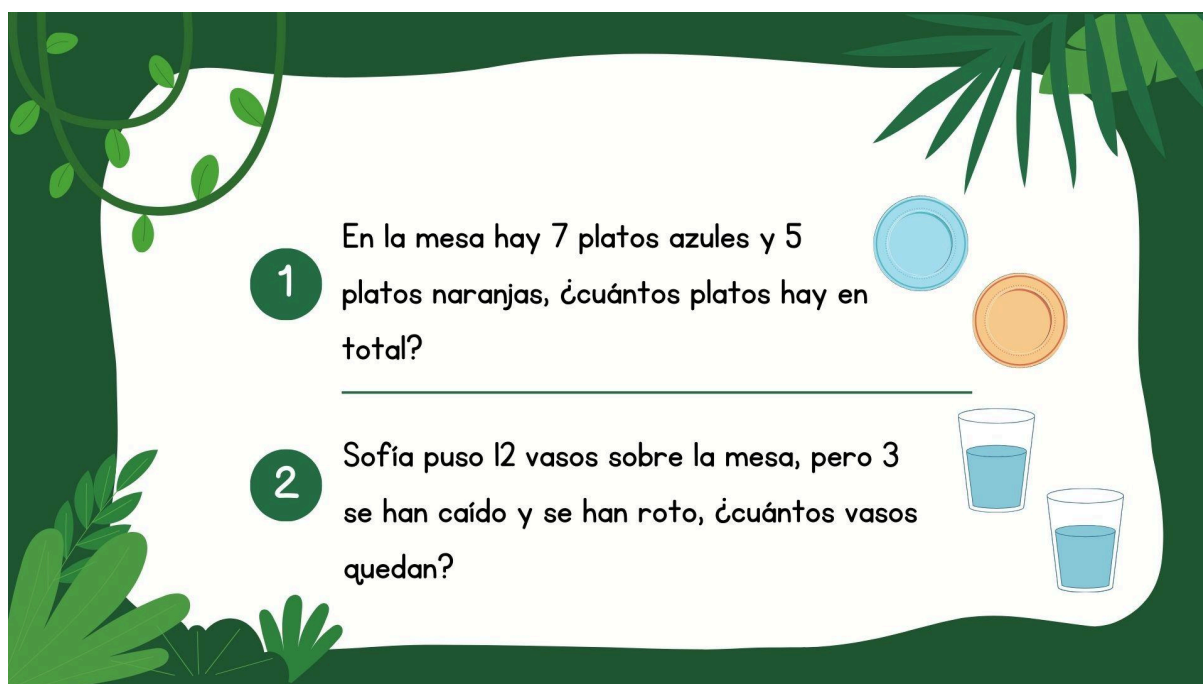 1
En la mesa hay 7 platos azules y 5
platos naranjas, ¿cuántos platos hay en
total?
2
Sofía puso 12 vasos sobre la mesa, pero 3
se han caído y se han roto, ¿cuántos vasos
quedan?